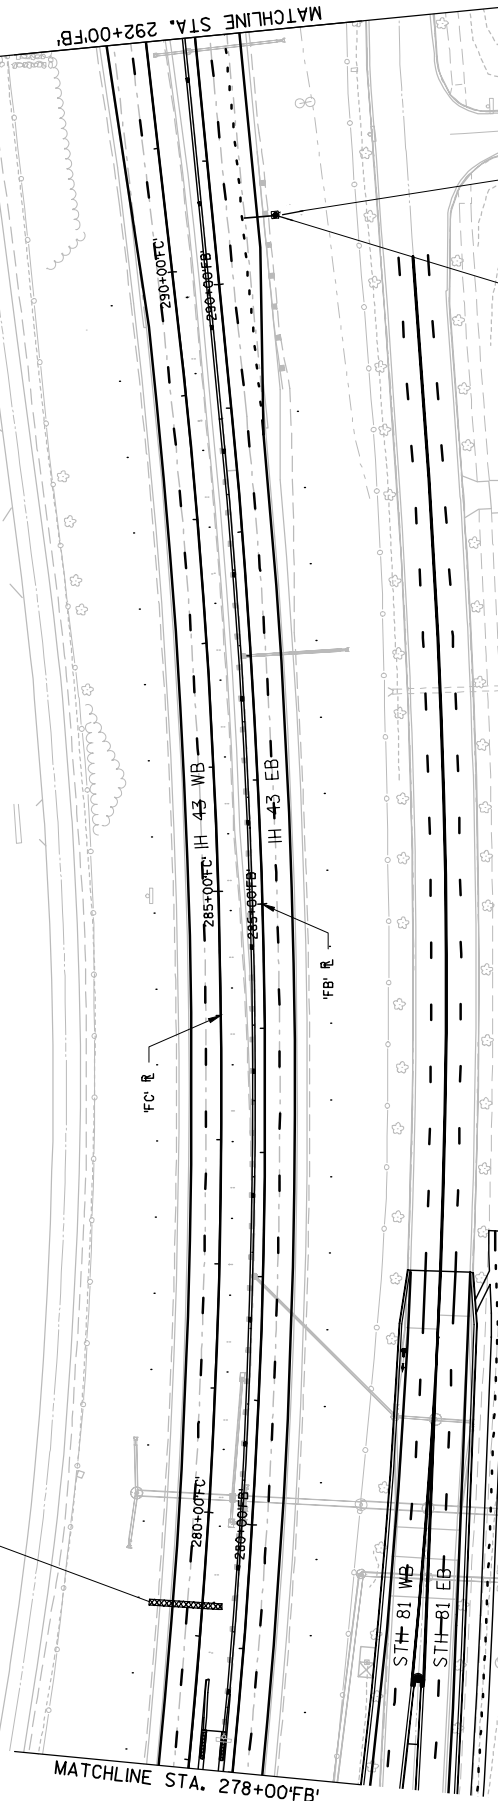 MATCHLINE STA. 292+00'FB'
290+00'FC'
290+00'FB'
IH 43 WB
IH 43 EB
285+00'FC'
285+00'FB'
'FB' RL
'FC' RL
280+00'FC'
280+00'FB'
STH 81 WB
STH 81 EB
MATCHLINE STA. 278+00'FB'